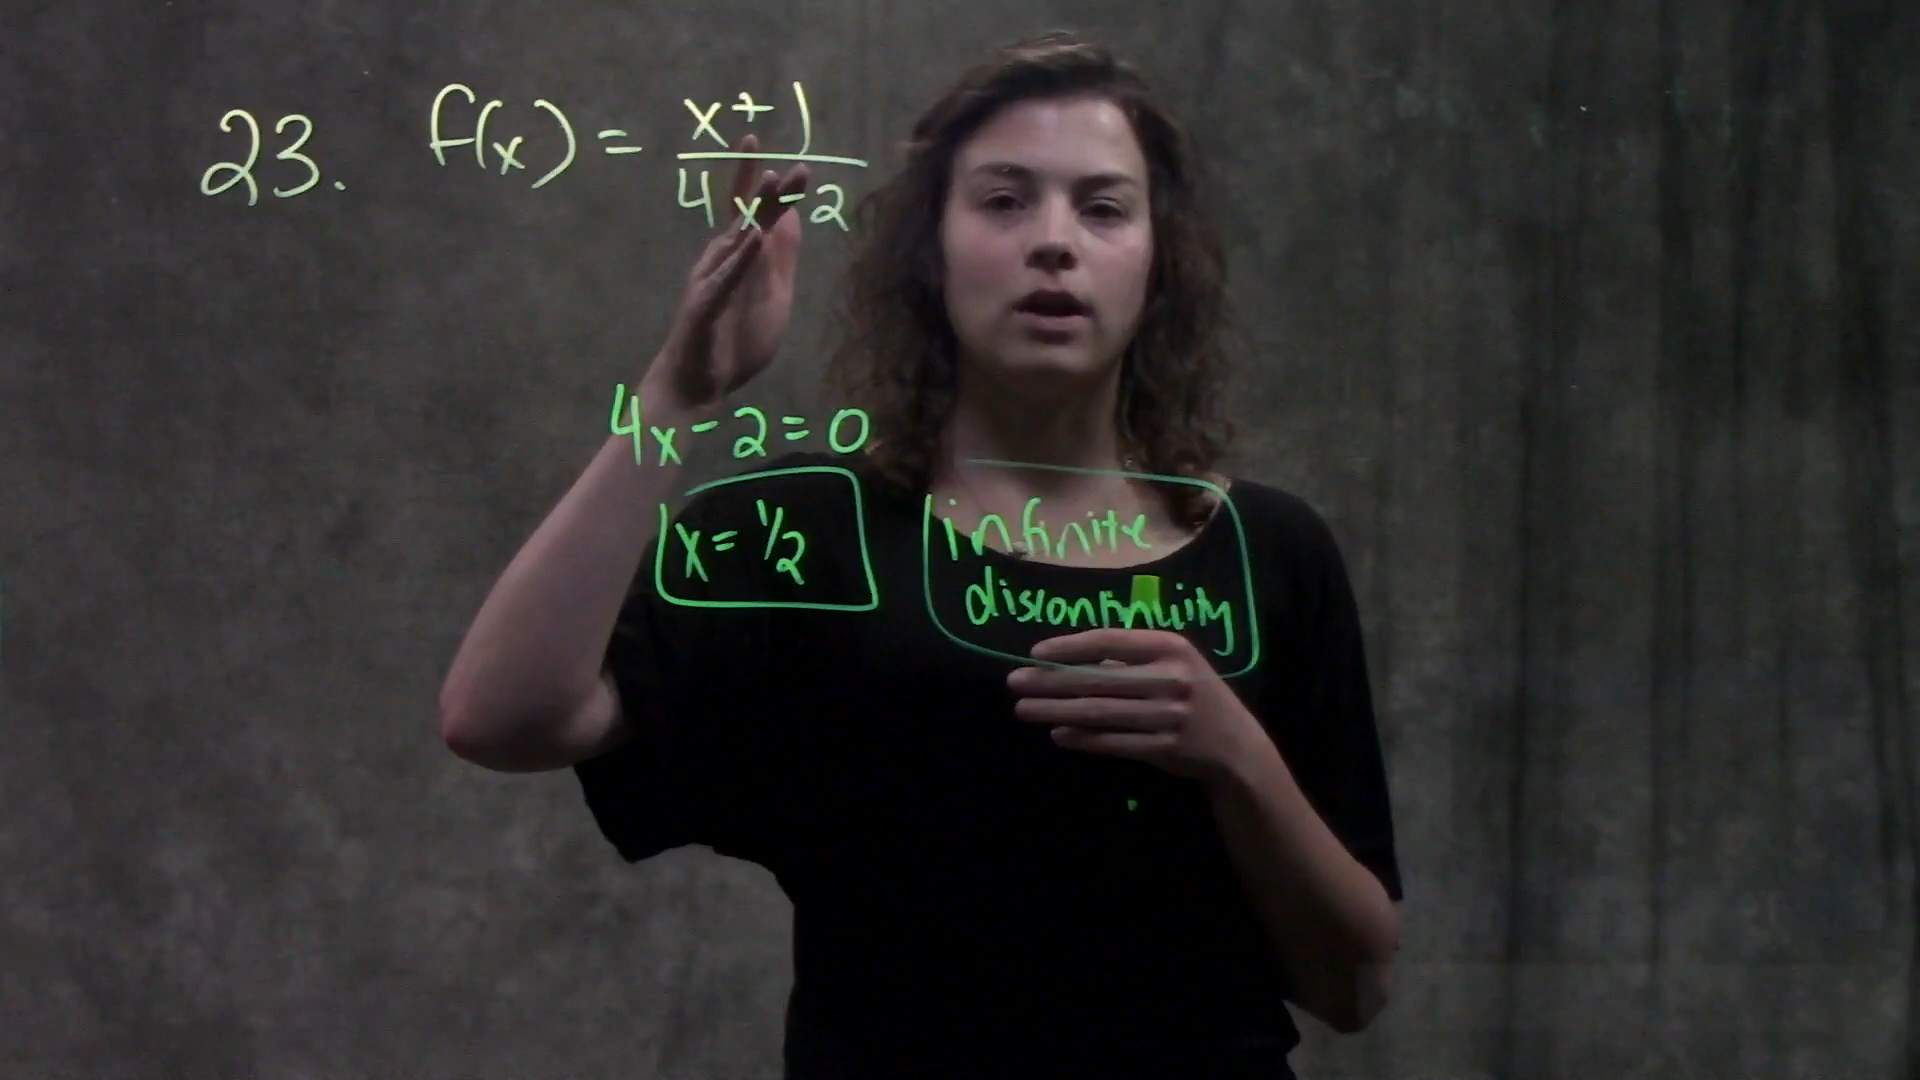 23. f(x) = x+1
4x-2
4x-2=0
x=1/2
infinite
discontinuity